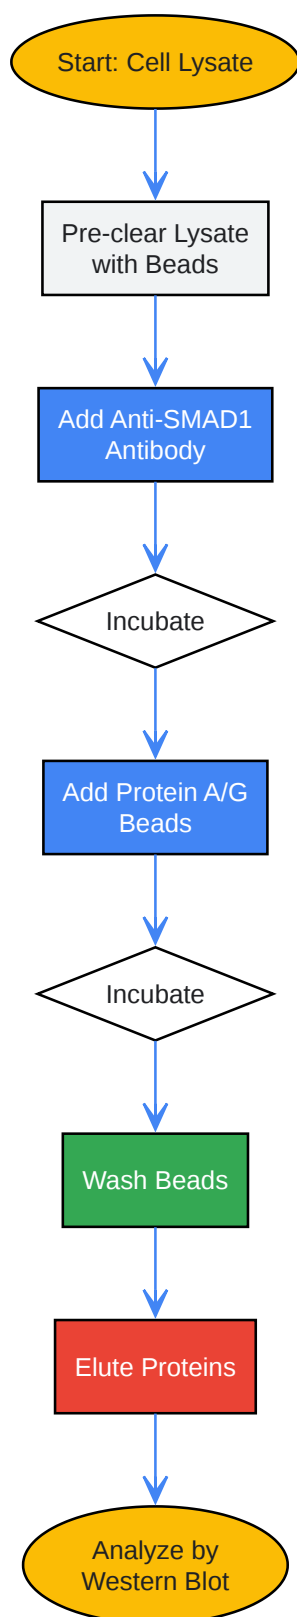 Start: Cell Lysate
Pre-clear Lysate
with Beads
Add Anti-SMAD1
Antibody
Incubate
Add Protein A/G
Beads
Incubate
Wash Beads
Elute Proteins
Analyze by
Western Blot